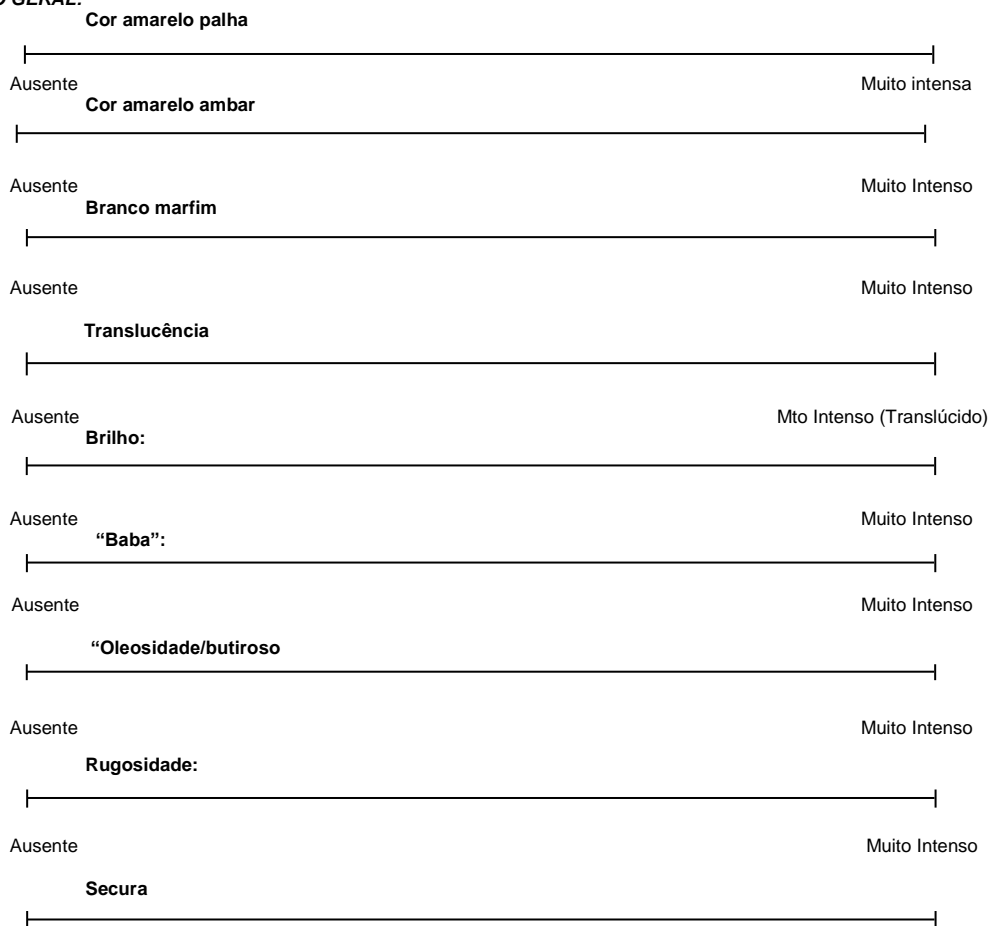 GERAL:
Cor amarelo palha
Ausente Muito intensa
Cor amarelo ambar
Ausente Muito Intenso
Branco marfim
Ausente Muito Intenso
Translucência
Ausente Mto Intenso (Translúcido)
Brilho:
Ausente Muito Intenso
“Baba”:
Ausente Muito Intenso
“Oleosidade/butiroso
Ausente Muito Intenso
Rugosidade:
Ausente Muito Intenso
Secura